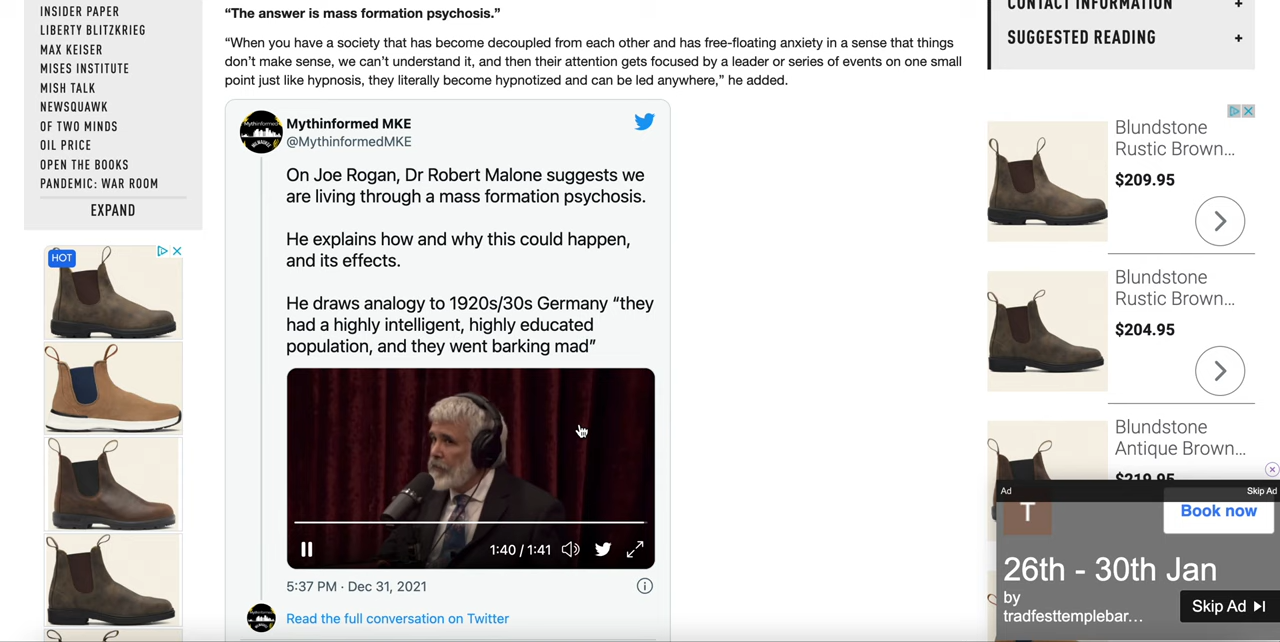 INSIDER PAPER
LIBERTY BLITZKRIEG
MAX KEISER
MISES INSTITUTE
MISH TALK
NEWSQUAWK
OF TWO MINDS
OIL PRICE
OPEN THE BOOKS
PANDEMIC: WAR ROOM
EXPAND
HOT
“The answer is mass formation psychosis.”
“When you have a society that has become decoupled from each other and has free-floating anxiety in a sense that things
don’t make sense, we can’t understand it, and then their attention gets focused by a leader or series of events on one small
point just like hypnosis, they literally become hypnotized and can be led anywhere,” he added.
Mythinformed MKE
@MythinformedMKE
On Joe Rogan, Dr Robert Malone suggests we
are living through a mass formation psychosis.
He explains how and why this could happen,
and its effects.
He draws analogy to 1920s/30s Germany “they
had a highly intelligent, highly educated
population, and they went barking mad”
1:40 / 1:41
5:37 PM · Dec 31, 2021
Read the full conversation on Twitter
CONTACT INFORMATION +
SUGGESTED READING +
Blundstone
Rustic Brown...
$209.95
Blundstone
Rustic Brown...
$204.95
Blundstone
Antique Brown...
$219.95
Ad
Skip Ad
T
Book now
26th - 30th Jan
by
tradfesttemplebar...
Skip Ad